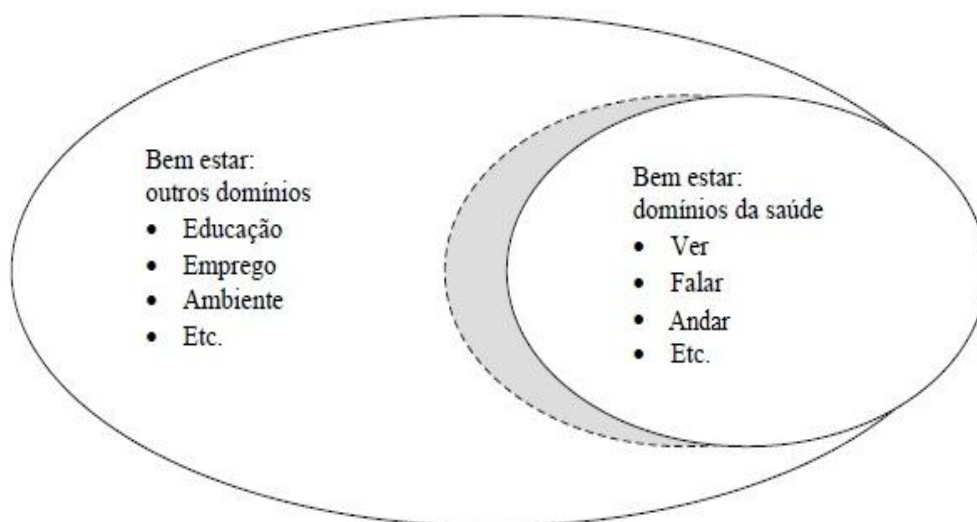 Bem estar:
outros domínios
• Educação
• Emprego
• Ambiente
• Etc.
Bem estar:
domínios da saúde
• Ver
• Falar
• Andar
• Etc.